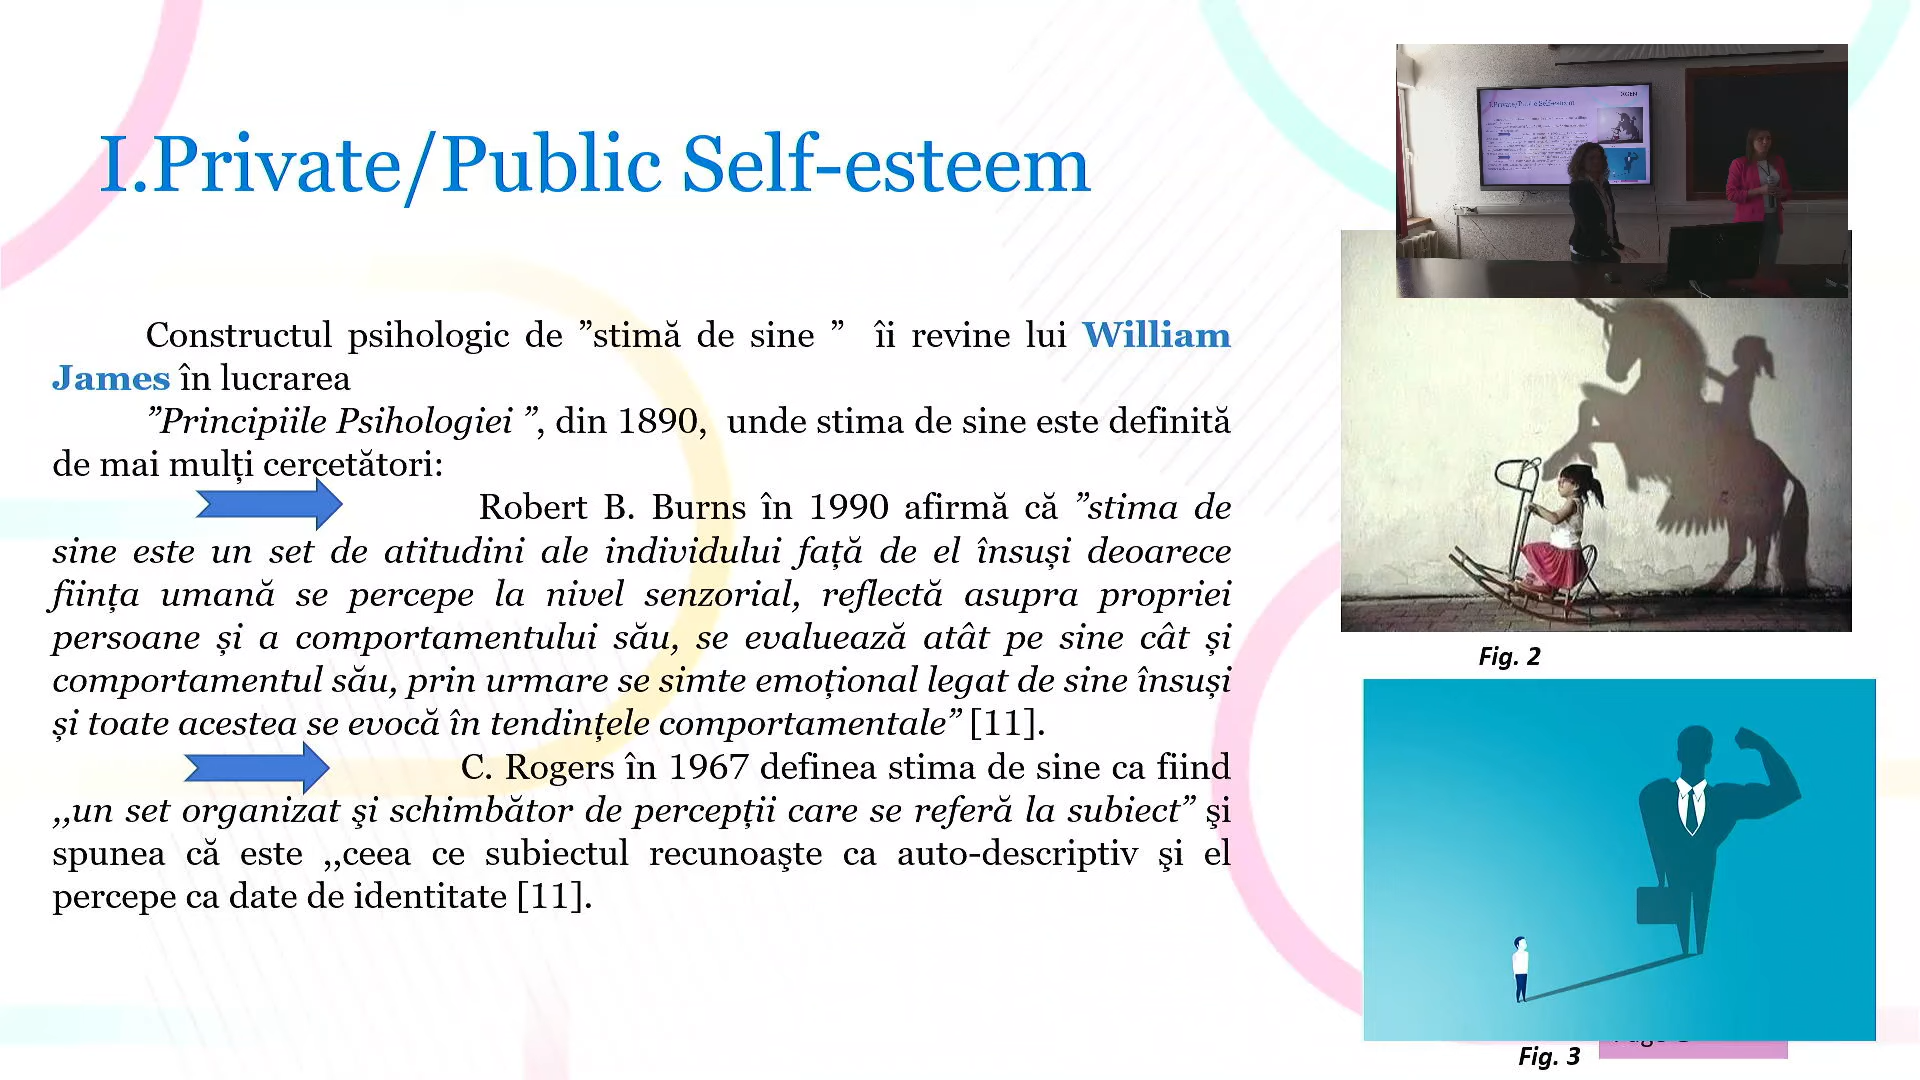 I.Private/Public Self-esteem
Constructul psihologic de ”stimă de sine ” îi revine lui William
James în lucrarea
”Principiile Psihologiei ”, din 1890, unde stima de sine este definită
de mai mulți cercetători:
Robert B. Burns în 1990 afirmă că ”stima de
sine este un set de atitudini ale individului față de el însuși deoarece
ființa umană se percepe la nivel senzorial, reflectă asupra propriei
persoane și a comportamentului său, se evaluează atât pe sine cât și
comportamentul său, prin urmare se simte emoțional legat de sine însuși
și toate acestea se evocă în tendințele comportamentale” [11].
C. Rogers în 1967 definea stima de sine ca fiind
,,un set organizat şi schimbător de percepții care se referă la subiect” şi
spunea că este ,,ceea ce subiectul recunoaşte ca auto-descriptiv şi el
percepe ca date de identitate [11].
I.Private/Public Self-esteem
Fig. 2
Fig. 3